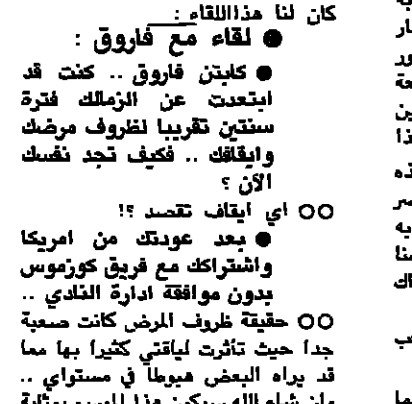 كان لنا هذا اللقاء :
● لقاء مع فاروق :
● كابتن فاروق .. كنت قد
ابتعدت عن الزمالك فترة
سنتين تقريبا لظروف مرضك
وايقافك .. فكيف تجد نفسك
الآن ؟
○○ اي ايقاف تقصد ؟!
● بعد عودتك من امريكا
واشتراكك مع فريق كوزموس
بدون موافقة ادارة النادي ..
○○ حقيقة ظروف المرض كانت صعبة
جدا حيث تأثرت لياقتي كثيرا بها مما
قد يراه البعض هبوطا في مستواي ..